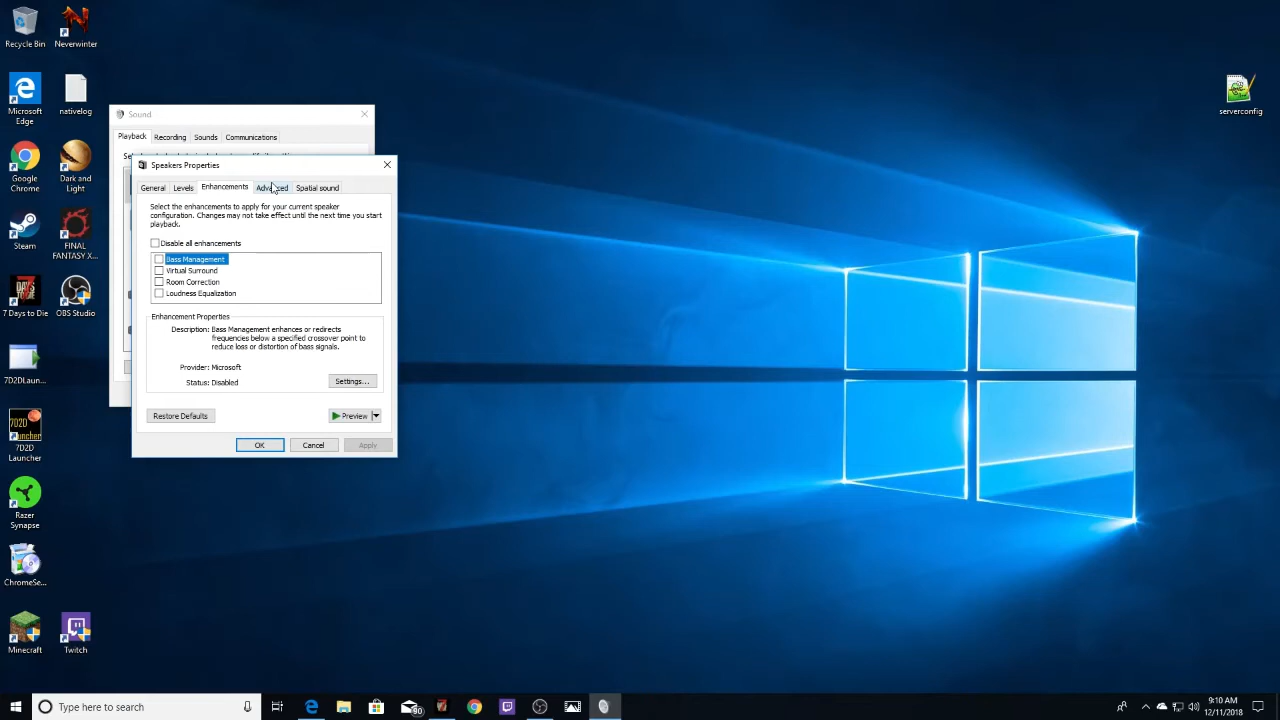 Recycle Bin
Neverwinter
Microsoft
Edge
nativelog
Google
Chrome
Dark and
Light
Steam
FINAL
FANTASY X...
7 Days to Die
OBS Studio
7D2DLaun...
7D2D
Launcher
Razer
Synapse
ChromeSe...
Minecraft
Twitch
serverconfig
Sound
Playback
Recording
Sounds
Communications
Speakers Properties
General
Levels
Enhancements
Advanced
Spatial sound
Select the enhancements to apply for your current speaker
configuration. Changes may not take effect until the next time you start
playback.
Disable all enhancements
Bass Management
Virtual Surround
Room Correction
Loudness Equalization
Enhancement Properties
Description: Bass Management enhances or redirects
frequencies below a specified crossover point to
reduce loss or distortion of bass signals.
Provider: Microsoft
Status: Disabled
Settings...
Restore Defaults
Preview
OK
Cancel
Apply
Type here to search
9:10 AM
12/11/2018